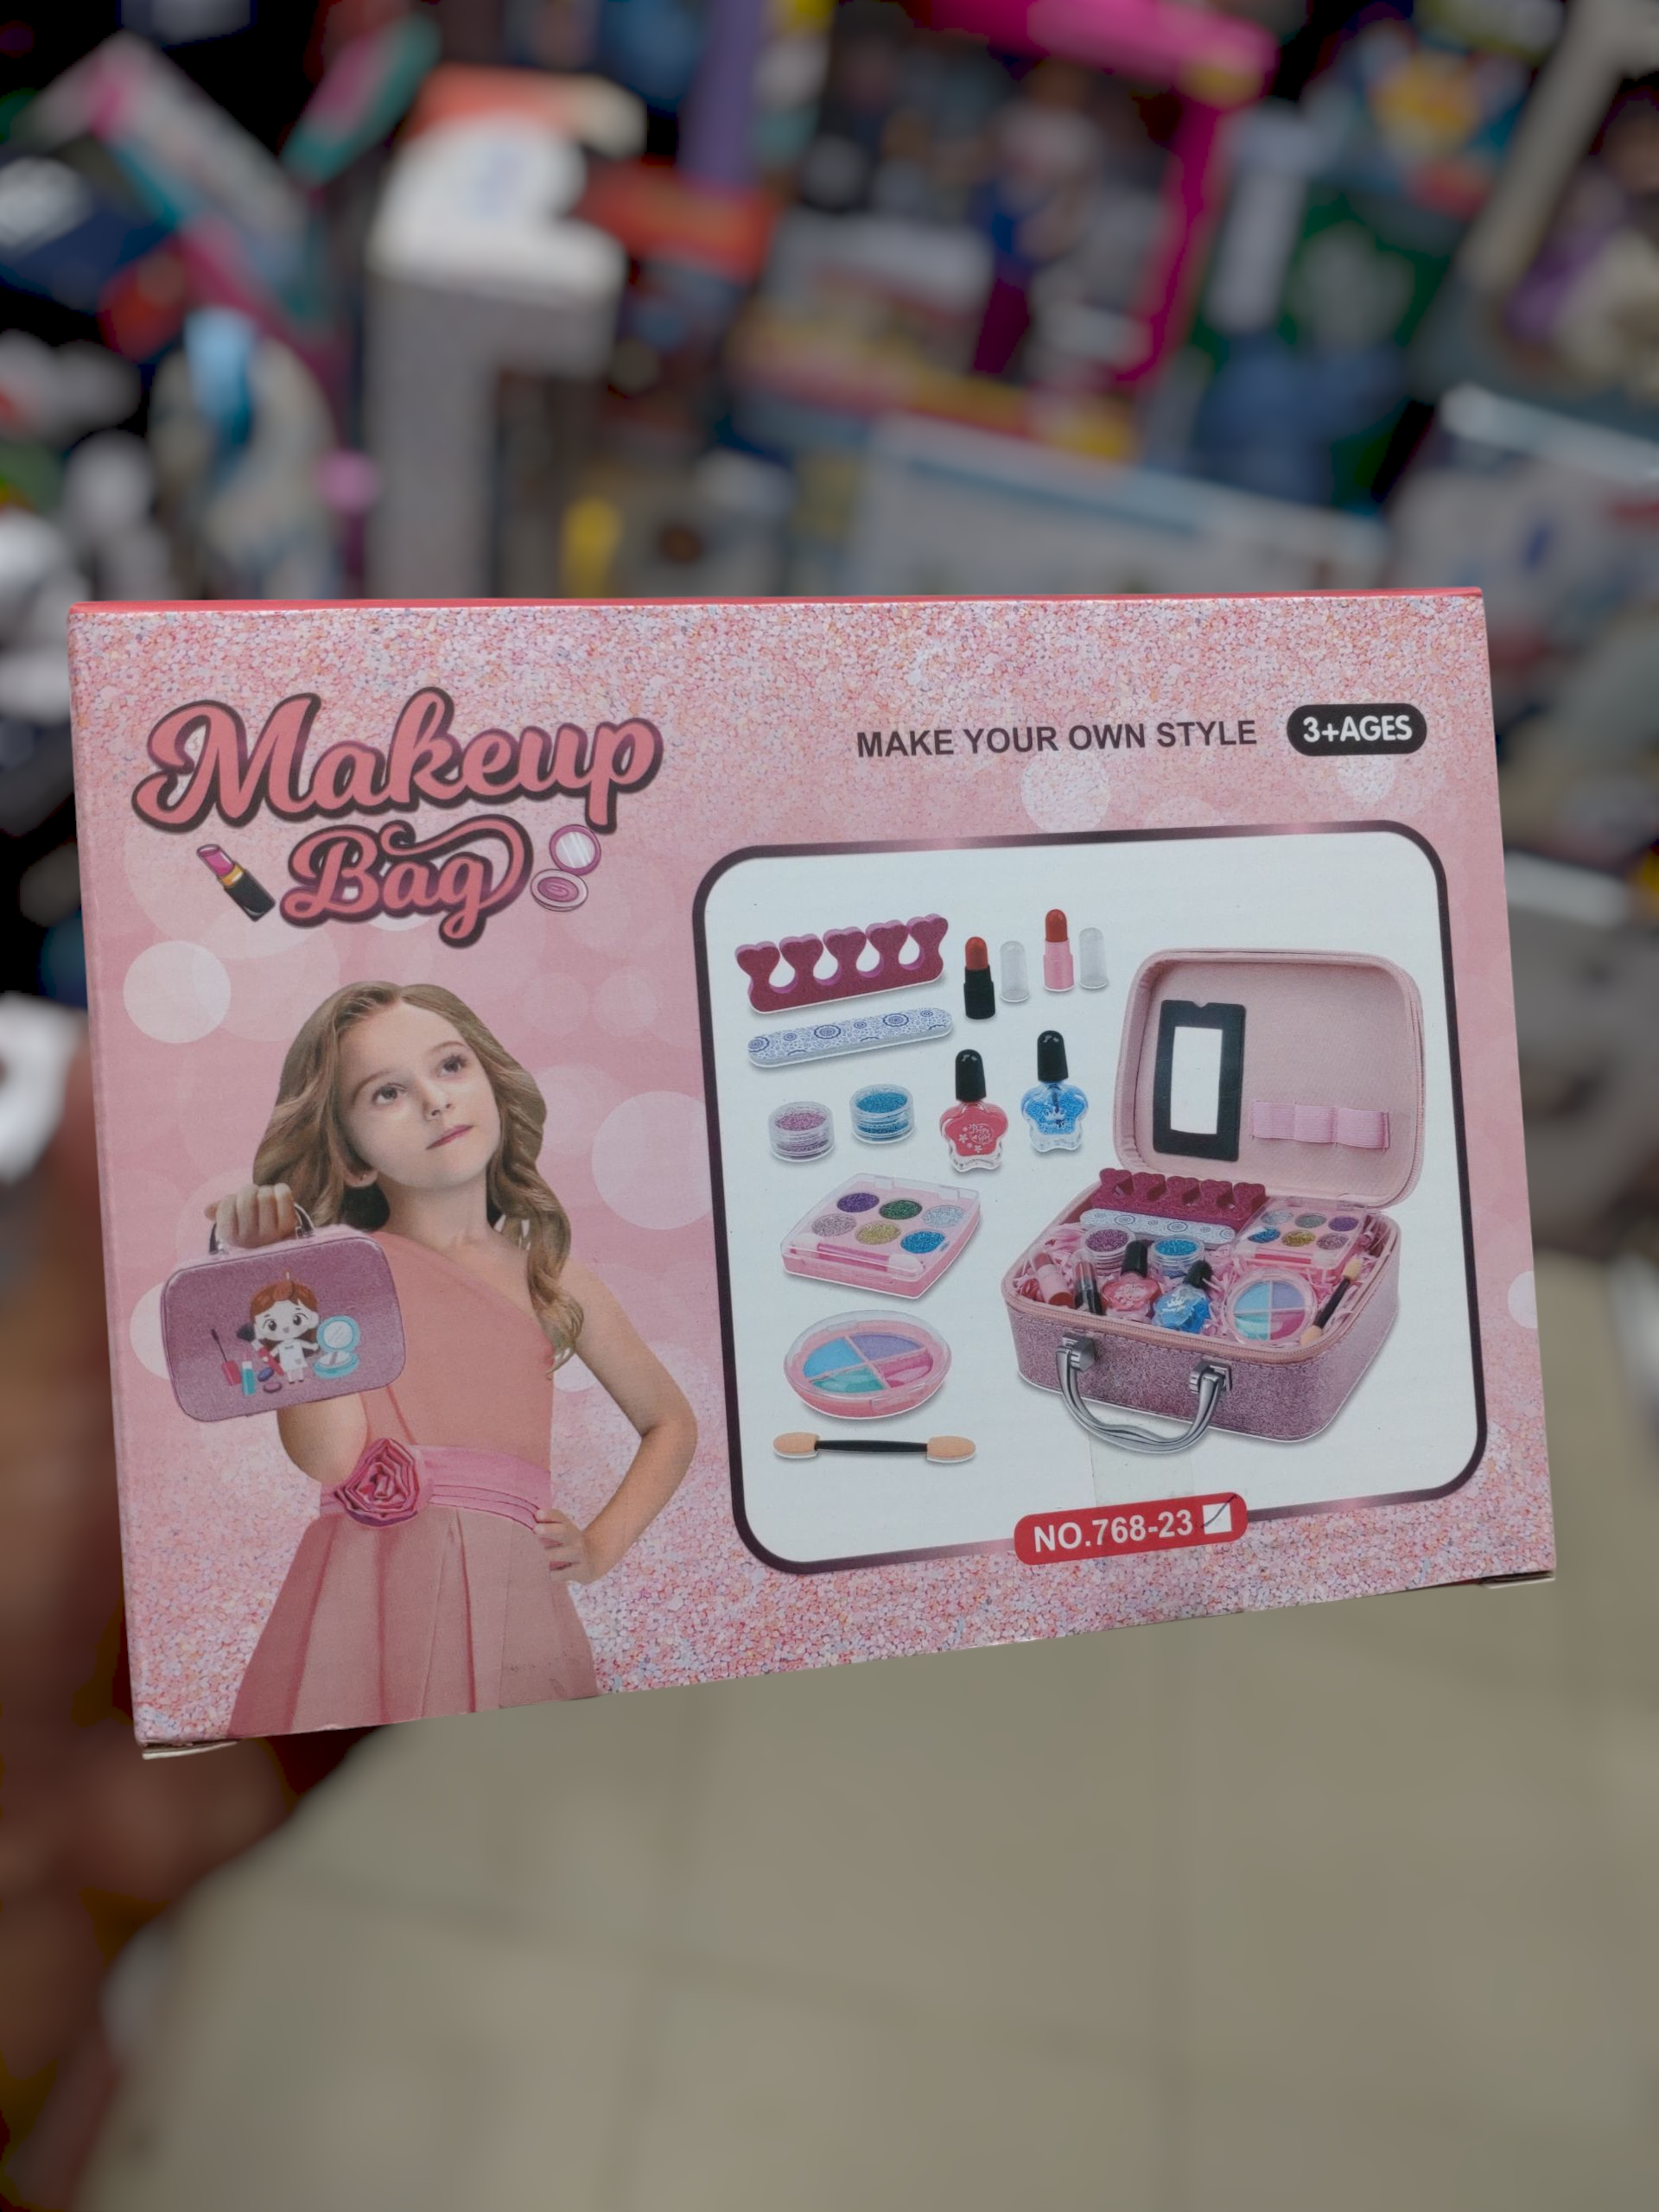 Makeup
Bag
MAKE YOUR OWN STYLE
3+AGES
NO.768-23